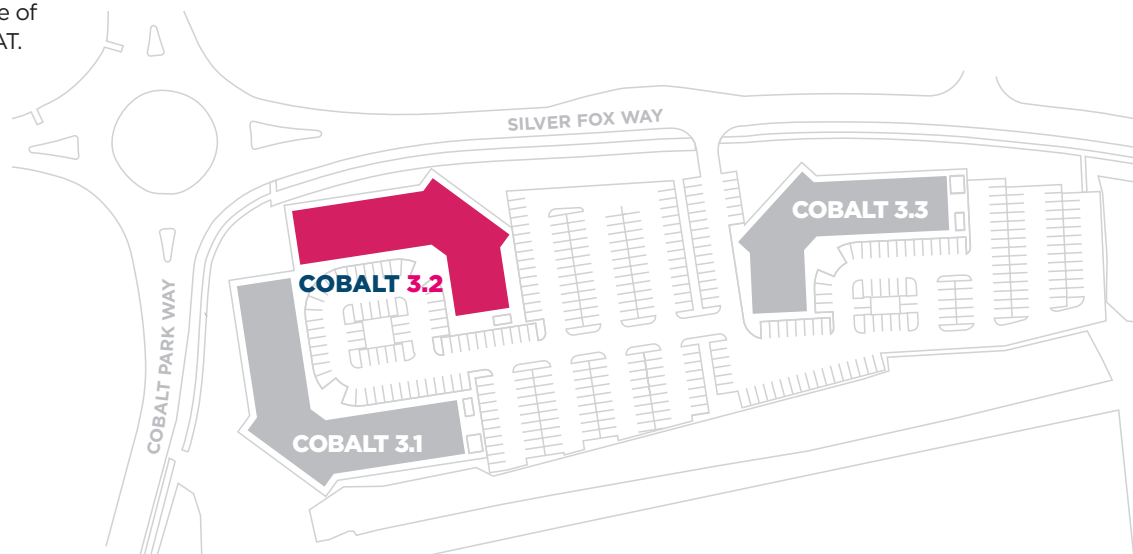 e of
AT.
SILVER FOX WAY
COBALT 3.3
COBALT 3.2
COBALT PARK WAY
COBALT 3.1